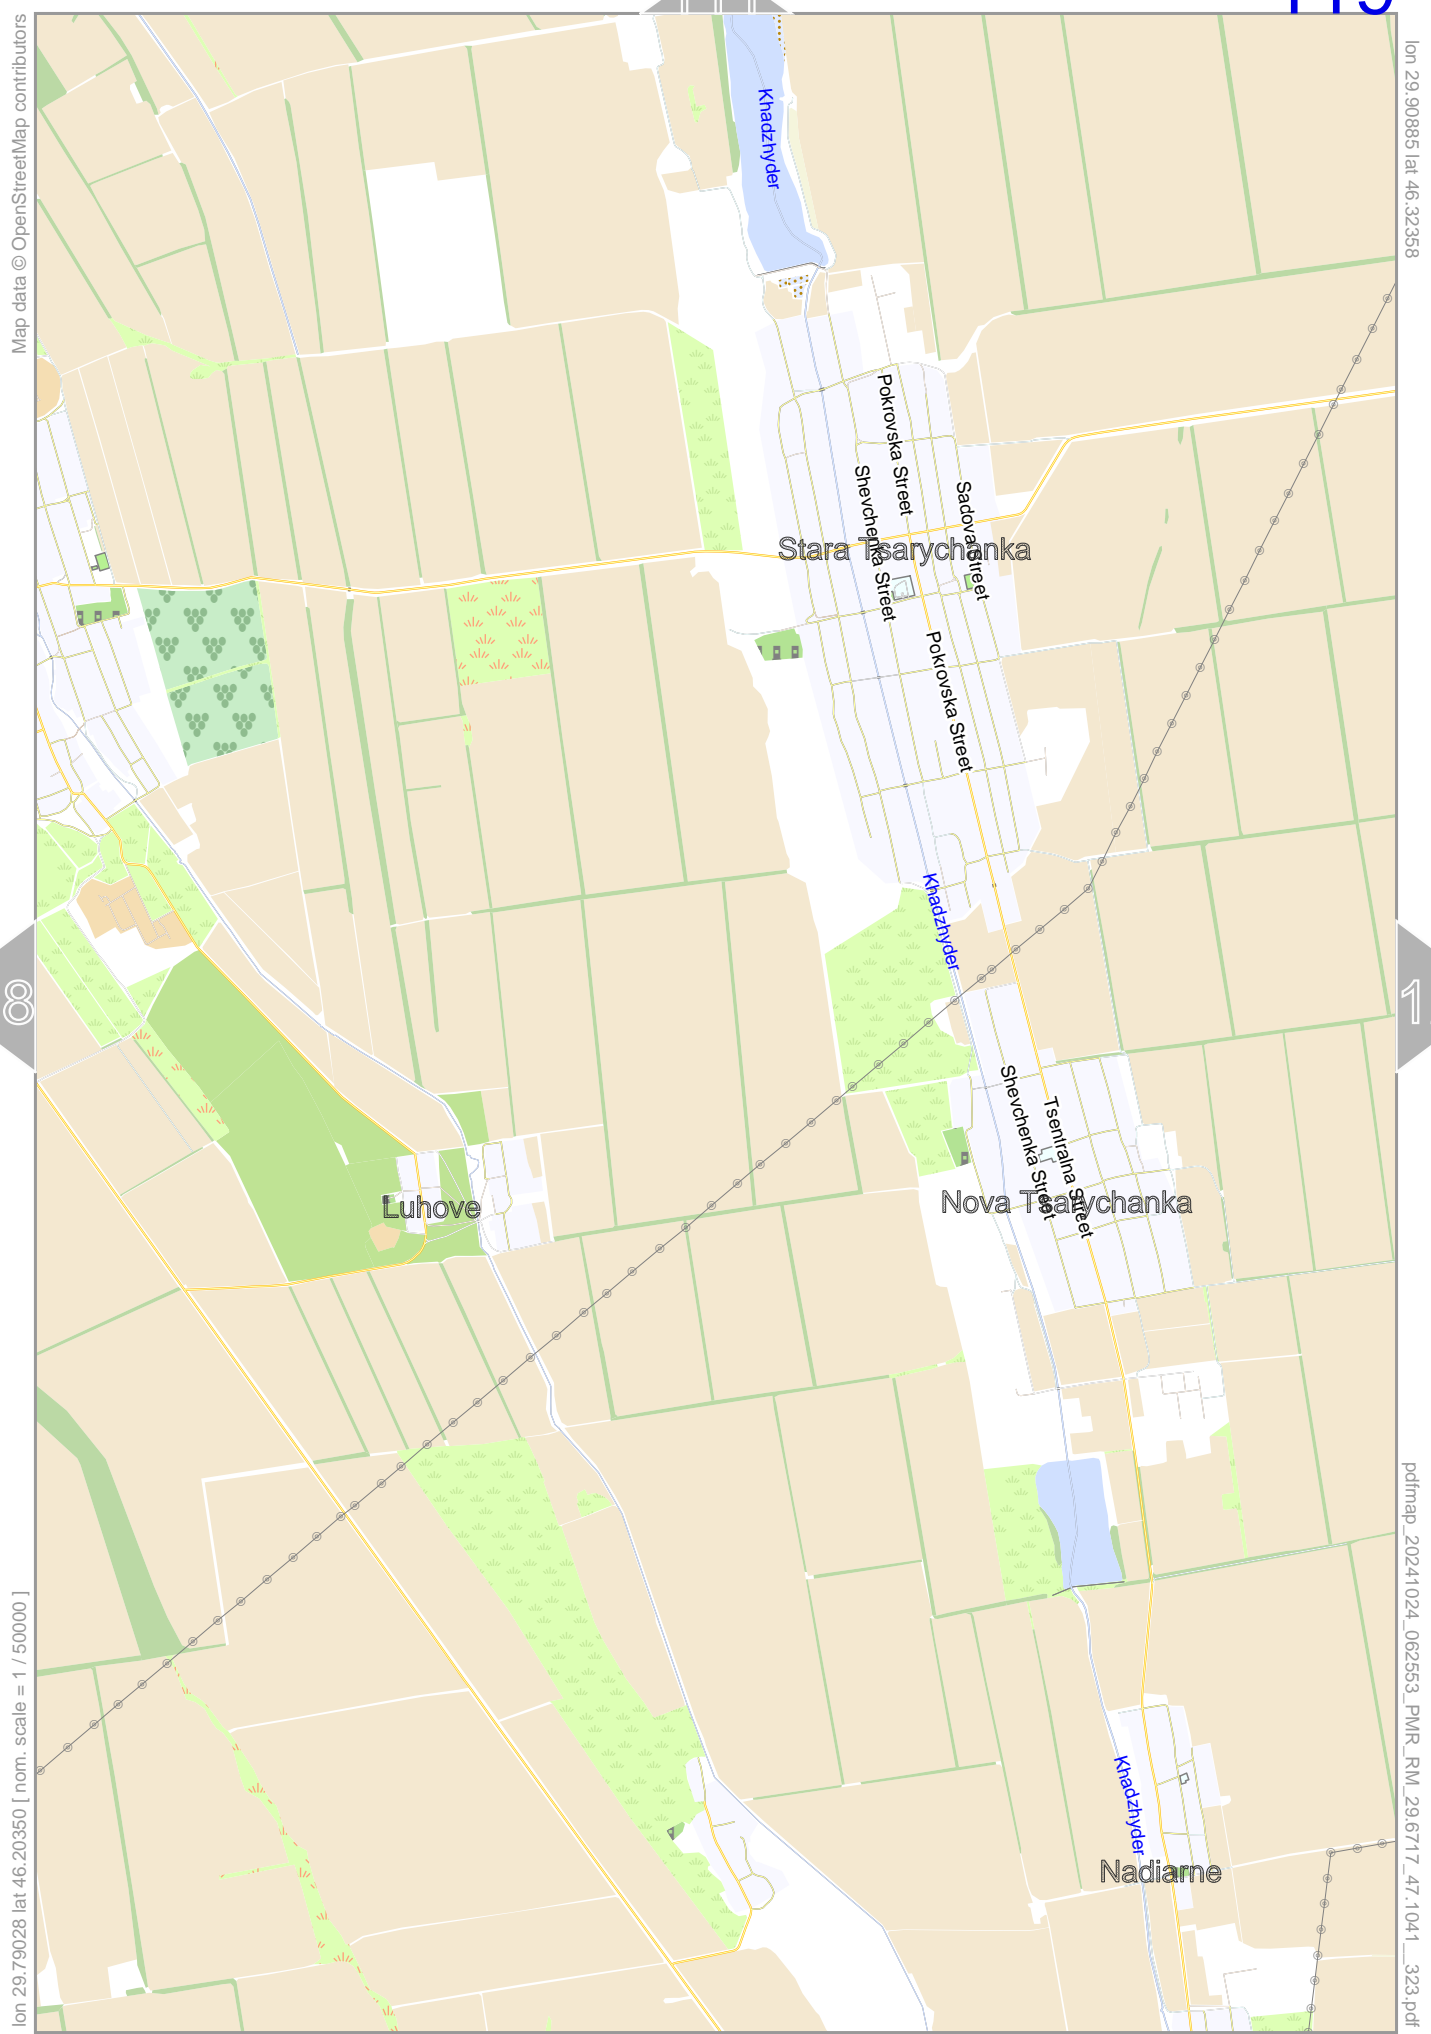 Map data © OpenStreetMap contributors
lon 29.90885 lat 46.32358
Khadzhyder
Pokrovska Street
Shevchenka Street
Sadova Street
Stara Tsarychanka
Pokrovska Street
Khadzhyder
8
1
Shevchenka Street
Tsentralna Street
Nova Tsarychanka
Luhove
Khadzhyder
Nadiarne
lon 29.79028 lat 46.20350 [ nom. scale = 1 / 50000 ]
pdfmap_20241024_062553_PMR_RM_29.6717_47.1041__323.pdf